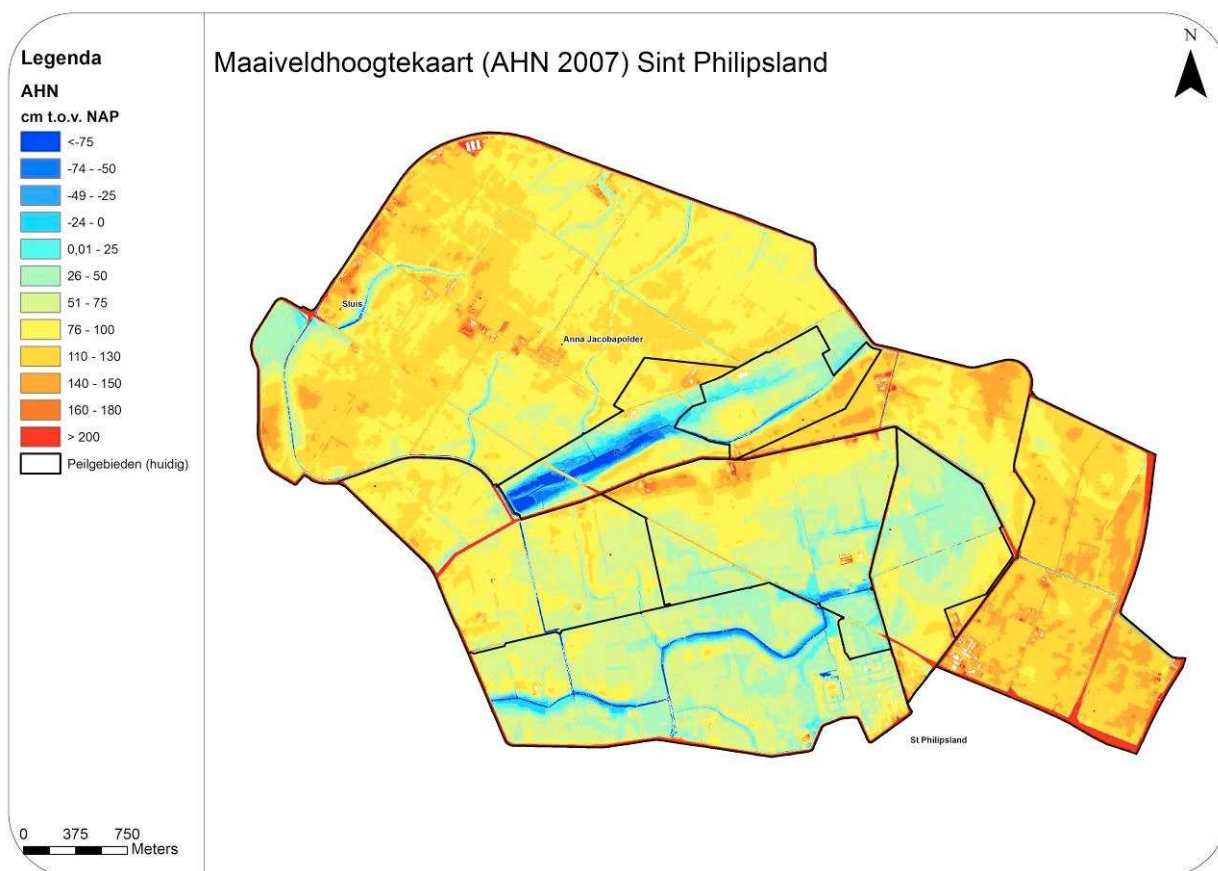 Legenda
AHN
cm t.o.v. NAP
<-75
-74 - -50
-49 - -25
-24 - 0
0,01 - 25
26 - 50
51 - 75
76 - 100
110 - 130
140 - 150
160 - 180
> 200
Peilgebieden (huidig)
0 375 750
Meters
Maaiveldhoogtekaart (AHN 2007) Sint Philipsland
N
Sluis
Anna Jacobapolder
St Philipsland